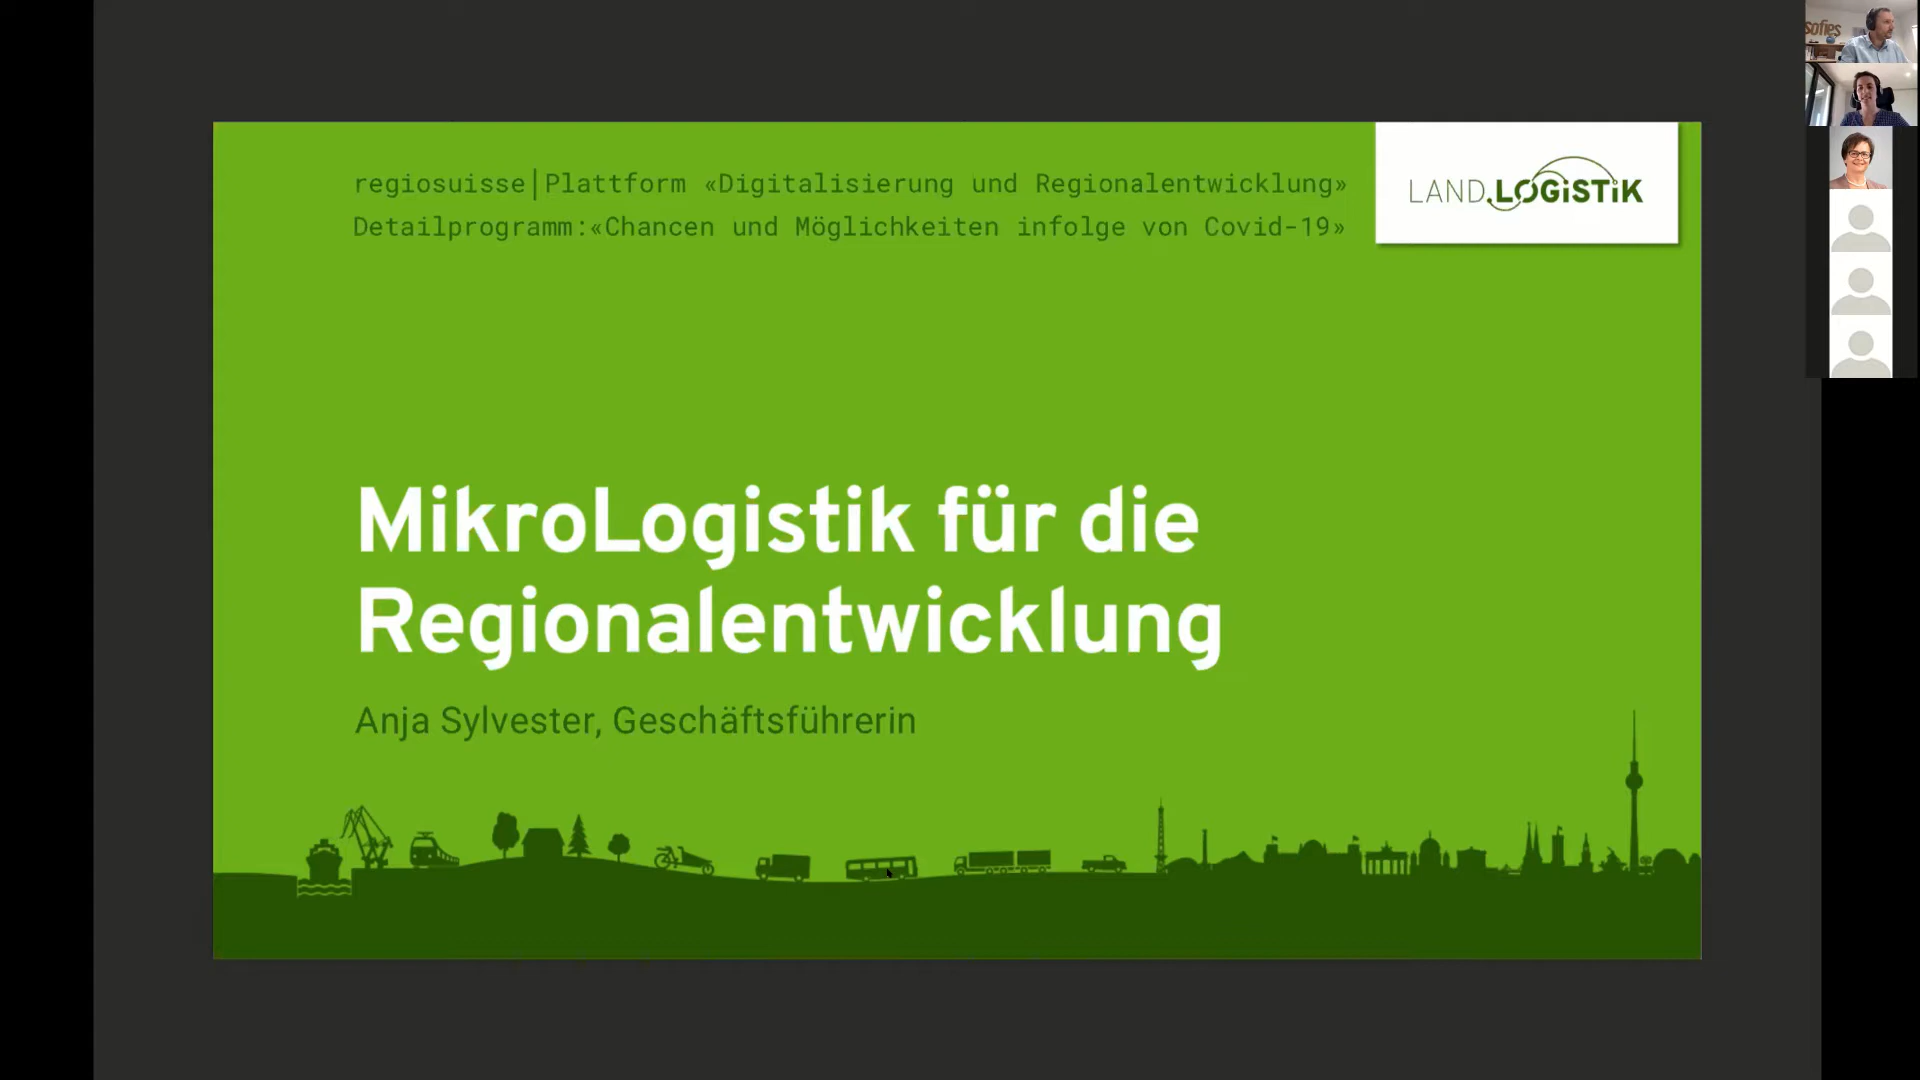 regiosuisse|Plattform «Digitalisierung und Regionalentwicklung»
Detailprogramm:«Chancen und Möglichkeiten infolge von Covid-19»
LAND.LOGiSTiK
MikroLogistik für die
Regionalentwicklung
Anja Sylvester, Geschäftsführerin
sofies